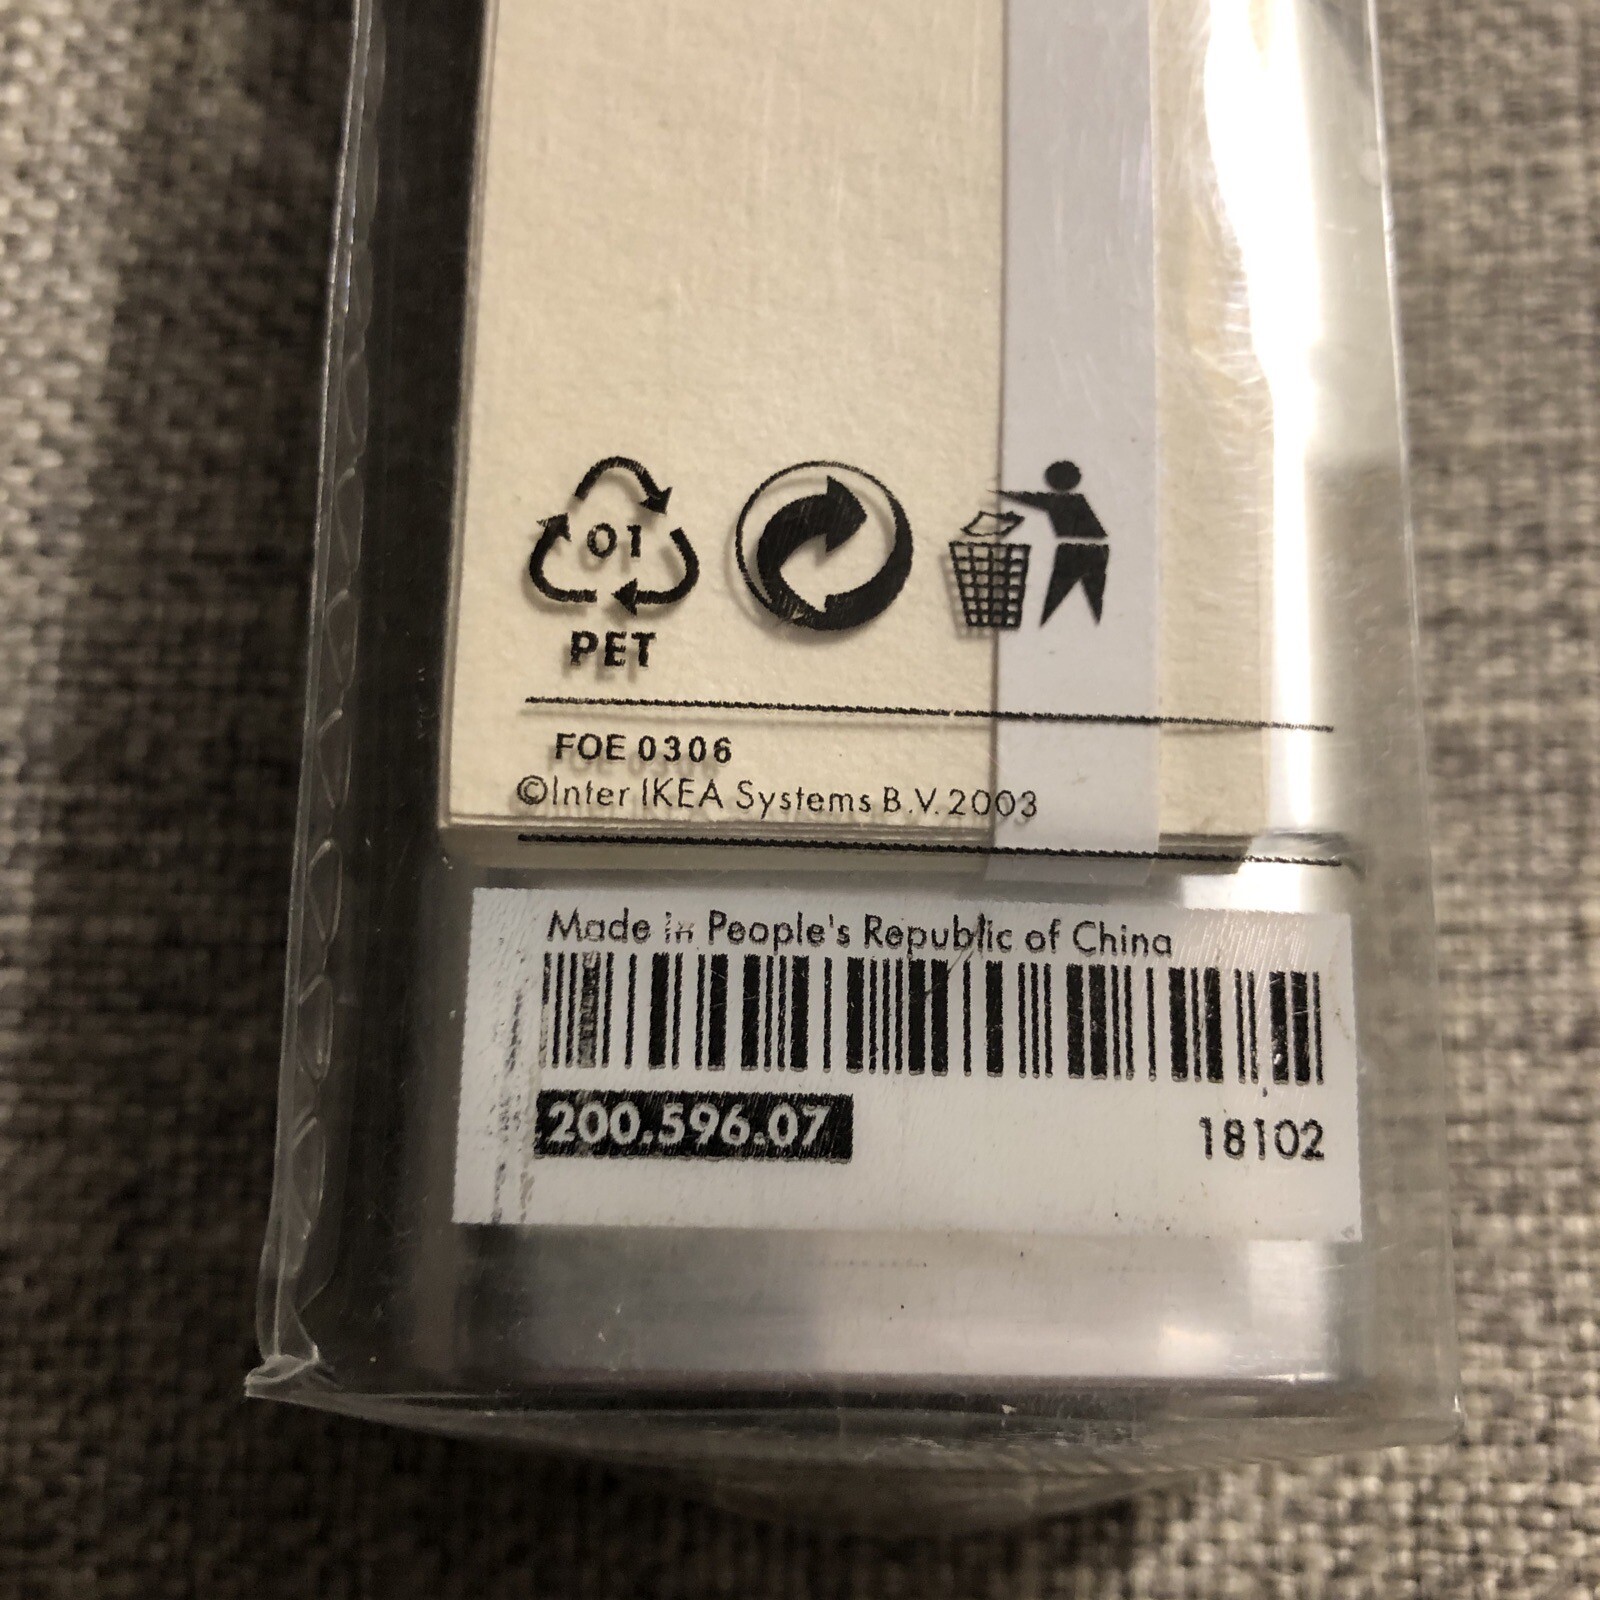 01
PET
FOE 0306
©Inter IKEA Systems B.V. 2003
Made in People's Republic of China
200.596.07
18102